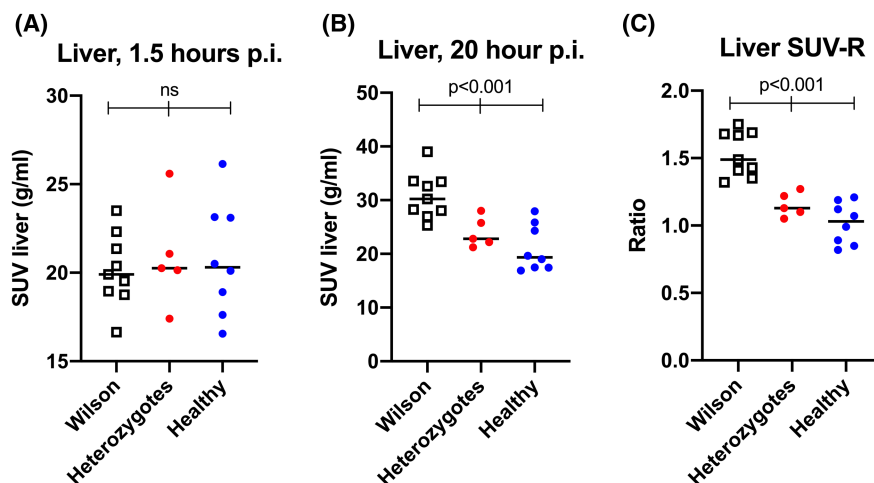 (A)
Liver, 1.5 hours p.i.
ns
SUV liver (g/ml)
30
25
20
15
Wilson
Heterozygotes
Healthy
(B)
Liver, 20 hour p.i.
p<0.001
SUV liver (g/ml)
50
40
30
20
10
0
Wilson
Heterozygotes
Healthy
(C)
Liver SUV-R
p<0.001
Ratio
2.0
1.5
1.0
0.5
0.0
Wilson
Heterozygotes
Healthy